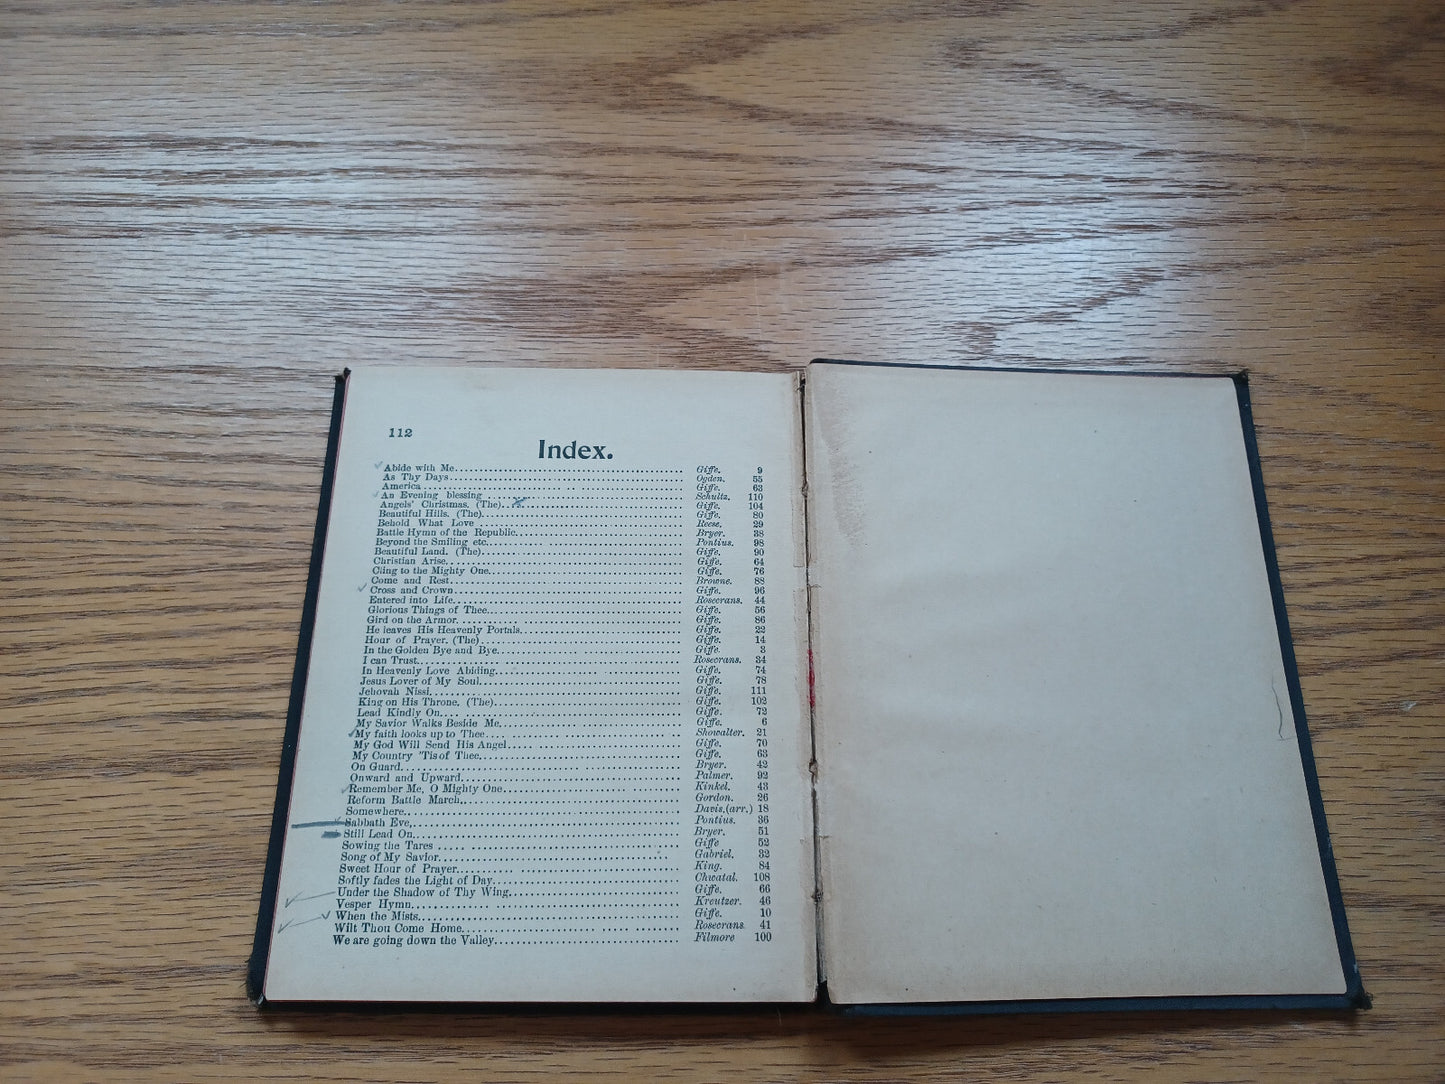 112
Index.
Abide with Me Giffe. 9
As Thy Days Ogden. 55
America Giffe. 63
An Evening blessing Schultz. 110
Angels' Christmas. (The) Giffe. 104
Beautiful Hills. (The) Giffe. 80
Behold What Love Reese. 29
Battle Hymn of the Republic Bryer. 38
Beyond the Smiling etc. Pontius. 98
Beautiful Land. (The) Giffe. 90
Christian Arise Giffe. 64
Cling to the Mighty One Giffe. 76
Come and Rest Browne. 88
Cross and Crown Giffe. 96
Entered into Life Rosecrans. 44
Glorious Things of Thee Giffe. 56
Gird on the Armor. Giffe. 86
He leaves His Heavenly Portals Giffe. 22
Hour of Prayer. (The) Giffe. 14
In the Golden Bye and Bye Giffe. 3
I can Trust Rosecrans. 34
In Heavenly Love Abiding Giffe. 74
Jesus Lover of My Soul Giffe. 78
Jehovah Nissi Giffe. 111
King on His Throne. (The) Giffe. 102
Lead Kindly On Giffe. 72
My Savior Walks Beside Me Giffe. 6
My faith looks up to Thee Showalter. 21
My God Will Send His Angel Giffe. 70
My Country 'Tis of Thee Giffe. 63
On Guard Bryer. 42
Onward and Upward Palmer. 92
Remember Me, O Mighty One Kinkel. 43
Reform Battle March Gordon. 26
Somewhere Davis.(arr.) 18
Sabbath Eve Pontius. 36
Still Lead On Bryer. 51
Sowing the Tares Giffe 52
Song of My Savior Gabriel. 32
Sweet Hour of Prayer King. 84
Softly fades the Light of Day Chwatal. 108
Under the Shadow of Thy Wing Giffe. 66
Vesper Hymn Kreutzer. 46
When the Mists Giffe. 10
Wilt Thou Come Home Rosecrans. 41
We are going down the Valley Filmore 100